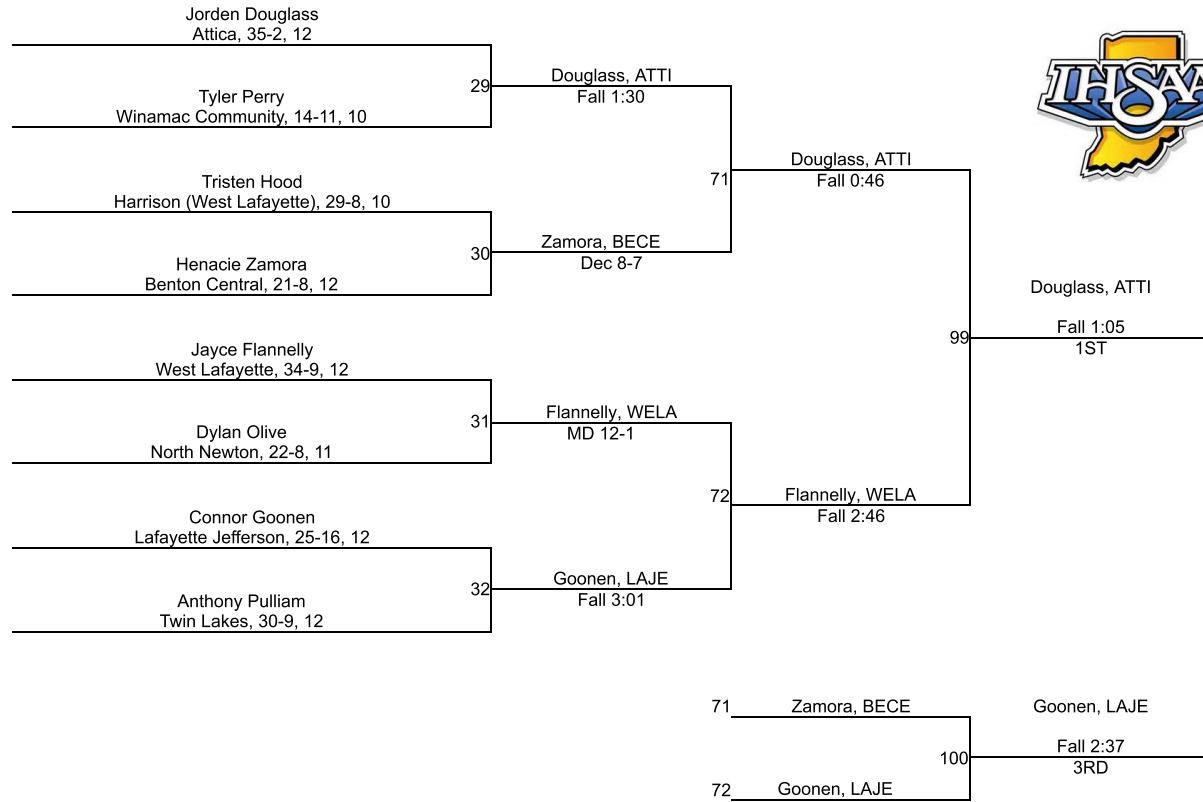 Jorden Douglass
Attica, 35-2, 12
29
Douglass, ATTI
Fall 1:30
Tyler Perry
Winamac Community, 14-11, 10
71
Douglass, ATTI
Fall 0:46
Tristen Hood
Harrison (West Lafayette), 29-8, 10
30
Zamora, BECE
Dec 8-7
Henacie Zamora
Benton Central, 21-8, 12
99
Douglass, ATTI
Fall 1:05
1ST
Jayce Flannelly
West Lafayette, 34-9, 12
31
Flannelly, WELA
MD 12-1
Dylan Olive
North Newton, 22-8, 11
72
Flannelly, WELA
Fall 2:46
Connor Goonen
Lafayette Jefferson, 25-16, 12
32
Goonen, LAJE
Fall 3:01
Anthony Pulliam
Twin Lakes, 30-9, 12
71
Zamora, BECE
100
Goonen, LAJE
Fall 2:37
3RD
72
Goonen, LAJE
IHSAA